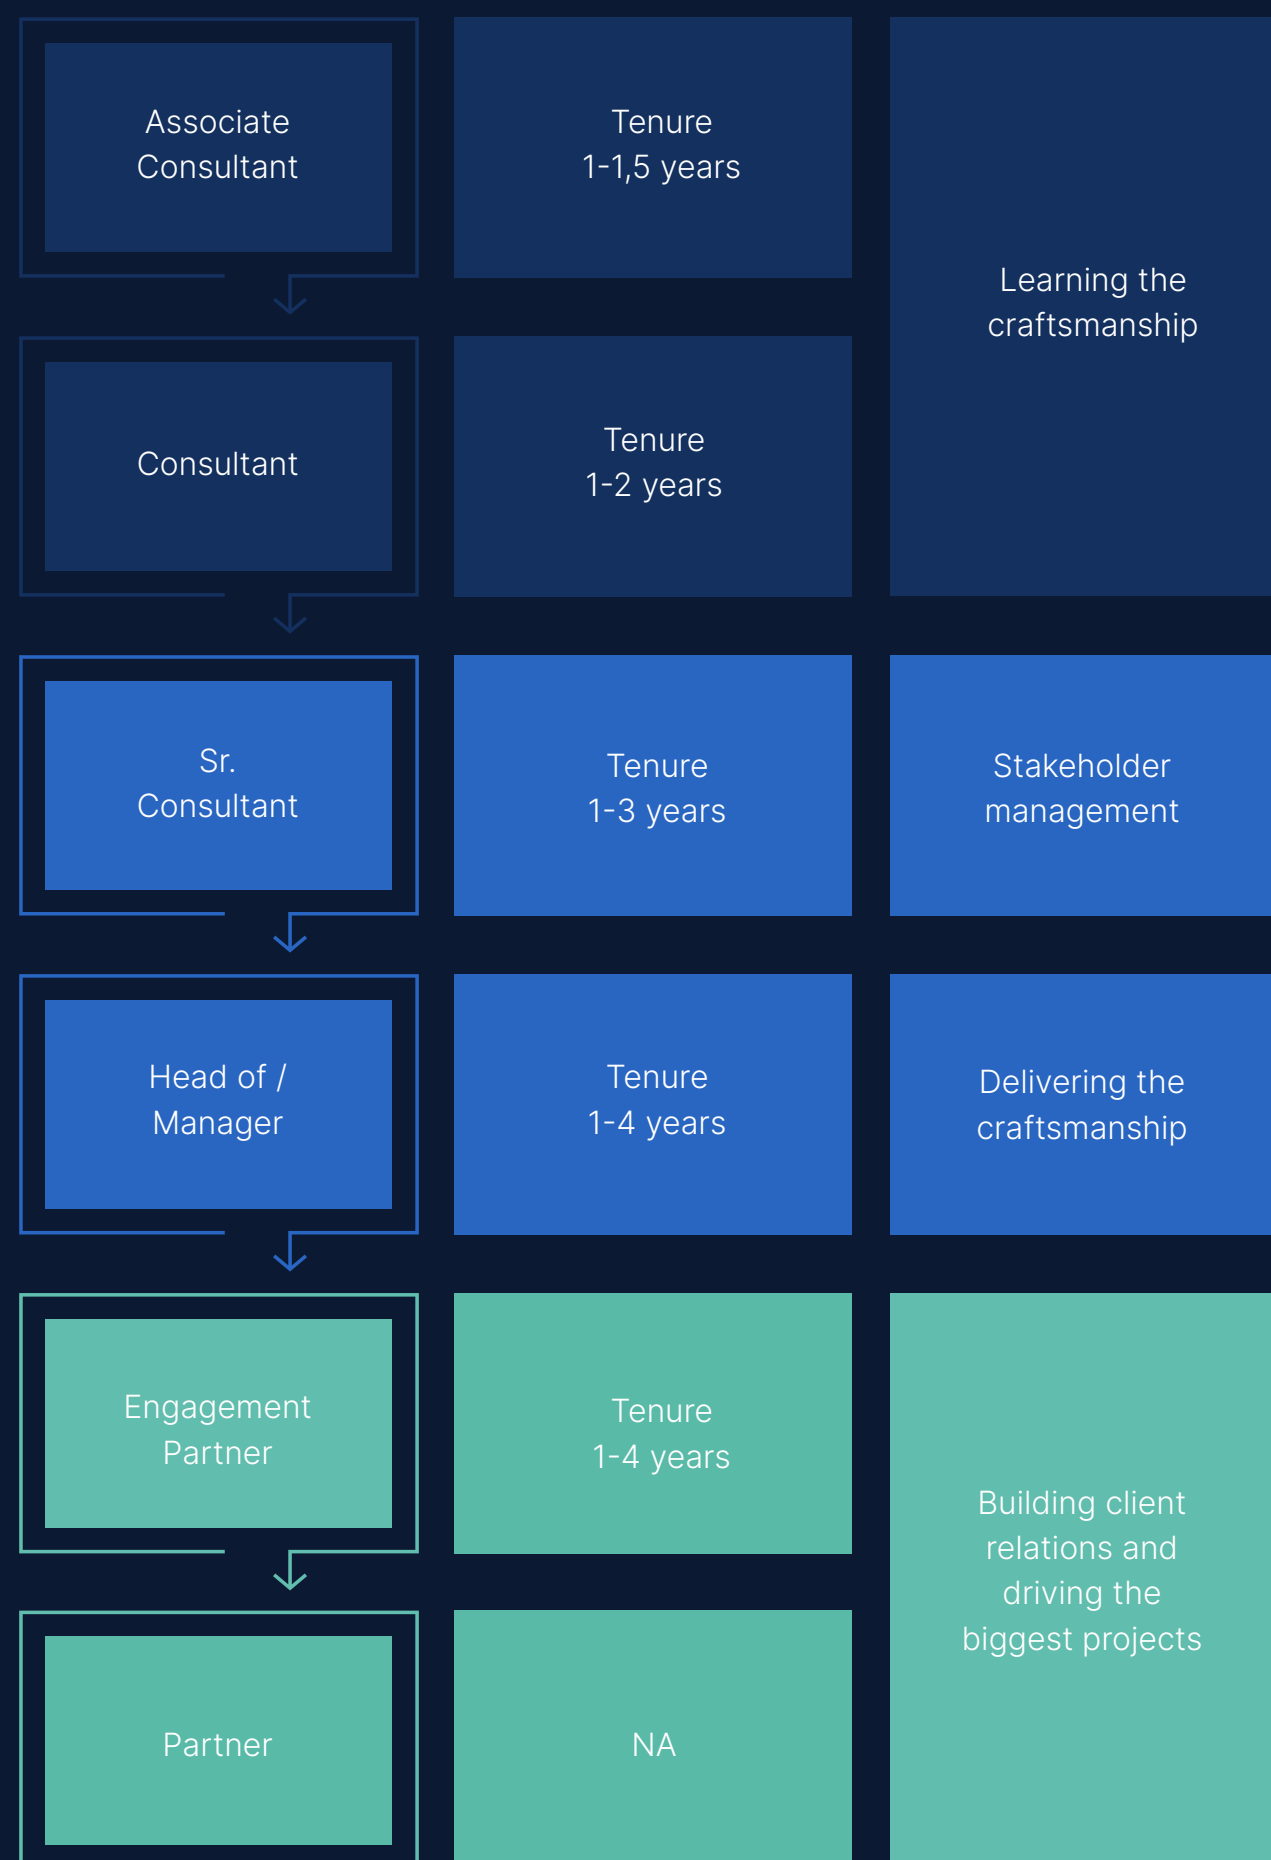 Associate
Consultant
Tenure
1-1,5 years
Learning the
craftsmanship
Consultant
Tenure
1-2 years
Sr.
Consultant
Tenure
1-3 years
Stakeholder
management
Head of /
Manager
Tenure
1-4 years
Delivering the
craftsmanship
Engagement
Partner
Tenure
1-4 years
Building client
relations and
driving the
biggest projects
Partner
NA